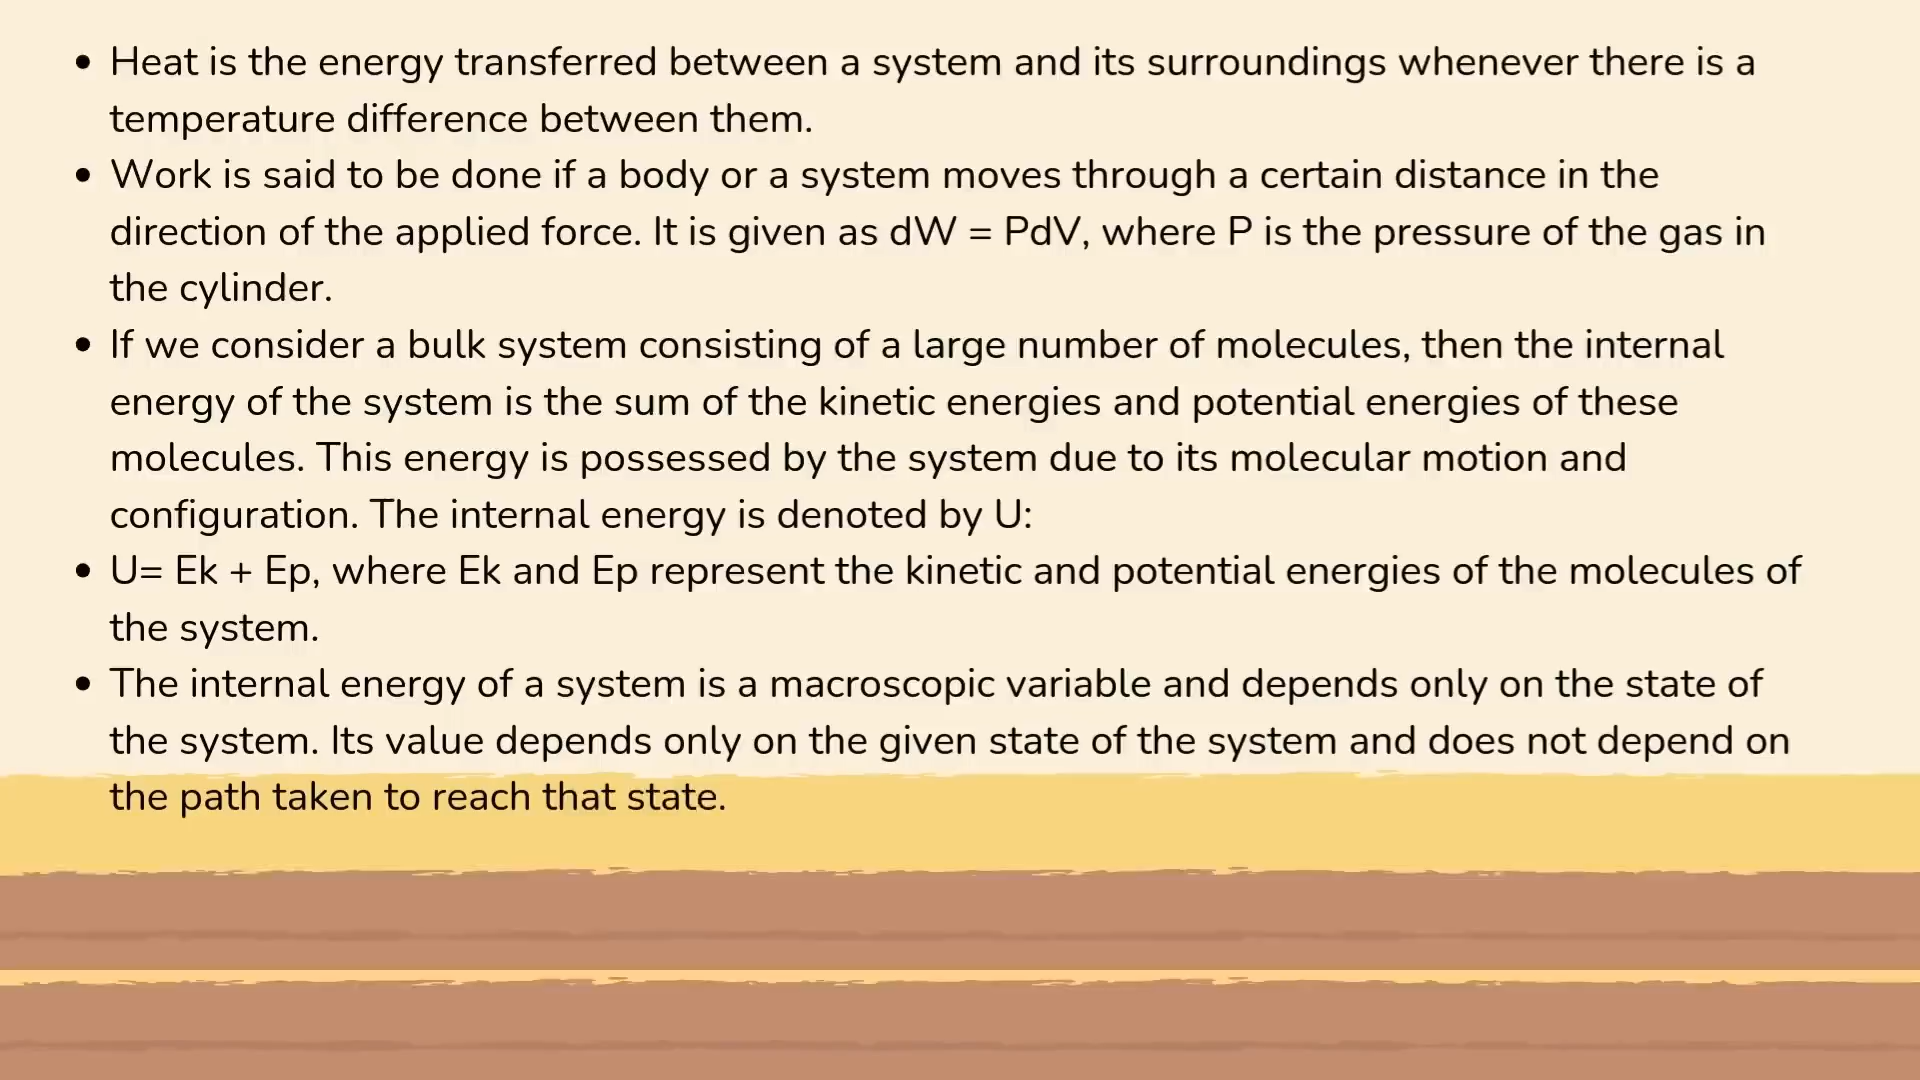 • Heat is the energy transferred between a system and its surroundings whenever there is a
temperature difference between them.
• Work is said to be done if a body or a system moves through a certain distance in the
direction of the applied force. It is given as dW = PdV, where P is the pressure of the gas in
the cylinder.
• If we consider a bulk system consisting of a large number of molecules, then the internal
energy of the system is the sum of the kinetic energies and potential energies of these
molecules. This energy is possessed by the system due to its molecular motion and
configuration. The internal energy is denoted by U:
• U= Ek + Ep, where Ek and Ep represent the kinetic and potential energies of the molecules of
the system.
• The internal energy of a system is a macroscopic variable and depends only on the state of
the system. Its value depends only on the given state of the system and does not depend on
the path taken to reach that state.